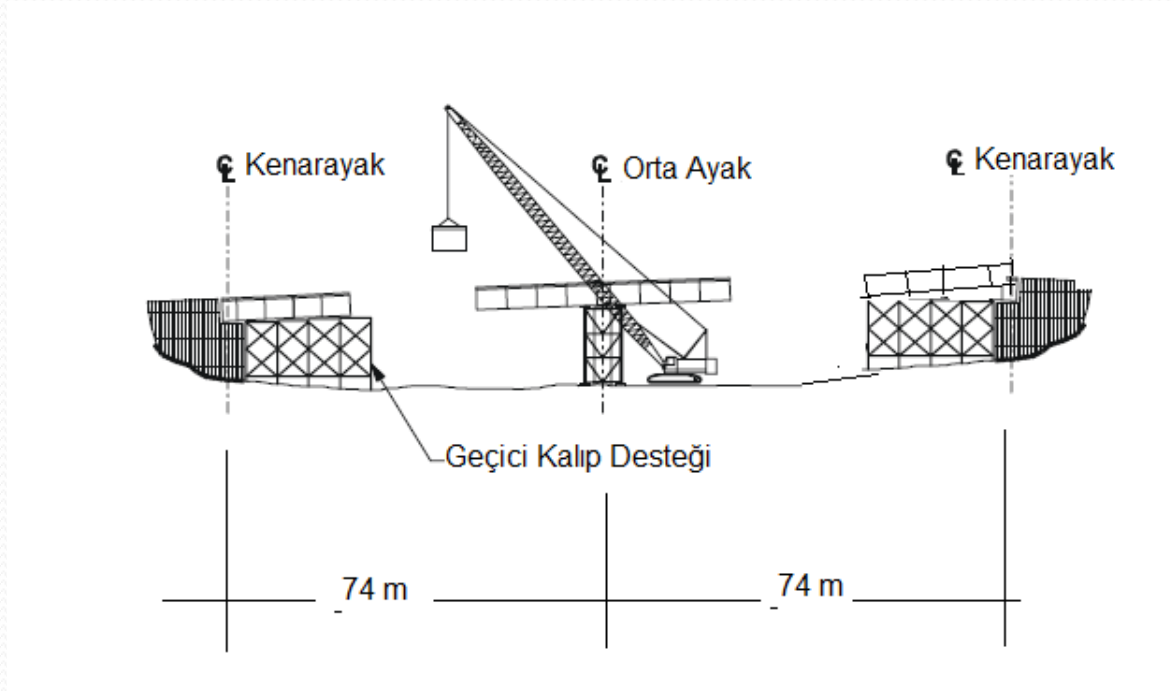 ℄ Kenarayak
℄ Orta Ayak
℄ Kenarayak
Geçici Kalıp Desteği
74 m
74 m